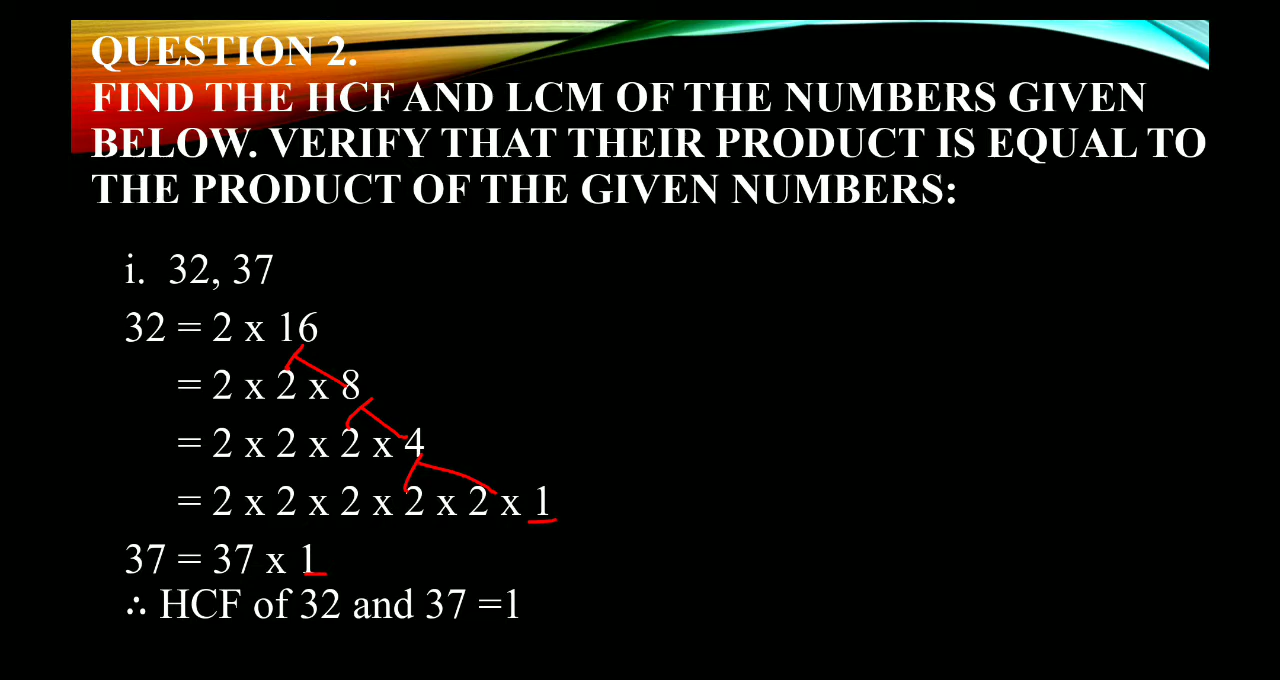 QUESTION 2.
FIND THE HCF AND LCM OF THE NUMBERS GIVEN
BELOW. VERIFY THAT THEIR PRODUCT IS EQUAL TO
THE PRODUCT OF THE GIVEN NUMBERS:
i. 32, 37
32 = 2 x 16
= 2 x 2 x 8
= 2 x 2 x 2 x 4
= 2 x 2 x 2 x 2 x 2 x 1
37 = 37 x 1
∴ HCF of 32 and 37 =1